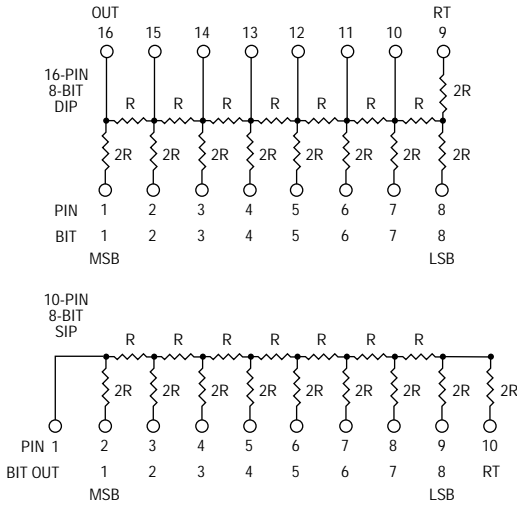 OUT RT
16 15 14 13 12 11 10 9
16-PIN
8-BIT
DIP
2R
R R R R R R R
2R 2R 2R 2R 2R 2R 2R 2R
PIN 1 2 3 4 5 6 7 8
BIT 1 2 3 4 5 6 7 8
MSB LSB
10-PIN
8-BIT
SIP
R R R R R R R
2R 2R 2R 2R 2R 2R 2R 2R 2R
PIN 1 2 3 4 5 6 7 8 9 10
BIT OUT 1 2 3 4 5 6 7 8 RT
MSB LSB